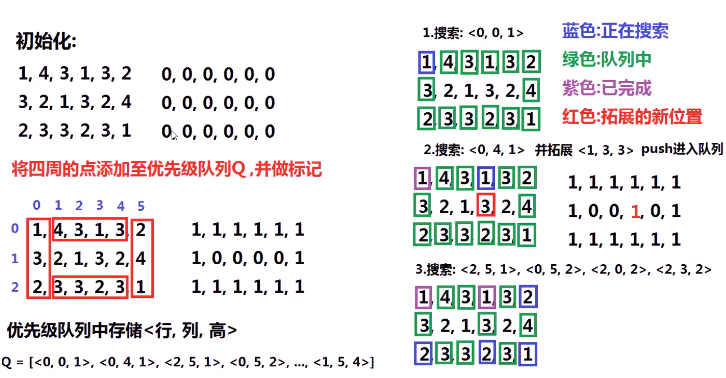 初始化:
1, 4, 3, 1, 3, 2    0, 0, 0, 0, 0, 0
3, 2, 1, 3, 2, 4    0, 0, 0, 0, 0, 0
2, 3, 3, 2, 3, 1    0, 0, 0, 0, 0, 0
将四周的点添加至优先级队列Q ,并做标记
0 1 2 3 4 5
0 1, 4, 3, 1, 3, 2    1, 1, 1, 1, 1, 1
1 3, 2, 1, 3, 2, 4    1, 0, 0, 0, 0, 1
2 2, 3, 3, 2, 3, 1    1, 1, 1, 1, 1, 1
优先级队列中存储<行, 列, 高>
Q = [<0, 0, 1>, <0, 4, 1>, <2, 5, 1>, <0, 5, 2>, ..., <1, 5, 4>]
1.搜索: <0, 0, 1>
1, 4, 3, 1, 3, 2
3, 2, 1, 3, 2, 4
2, 3, 3, 2, 3, 1
蓝色:正在搜索
绿色:队列中
紫色:已完成
红色:拓展的新位置
2.搜索: <0, 4, 1> 并拓展 <1, 3, 3> push进入队列
1, 4, 3, 1, 3, 2    1, 1, 1, 1, 1, 1
3, 2, 1, 3, 2, 4    1, 0, 0, 1, 0, 1
2, 3, 3, 2, 3, 1    1, 1, 1, 1, 1, 1
3.搜索: <2, 5, 1>, <0, 5, 2>, <2, 0, 2>, <2, 3, 2>
1, 4, 3, 1, 3, 2
3, 2, 1, 3, 2, 4
2, 3, 3, 2, 3, 1